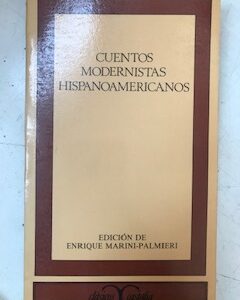 CUENTOS
MODERNISTAS
HISPANOAMERICANOS
EDICIÓN DE
ENRIQUE MARINI-PALMIERI